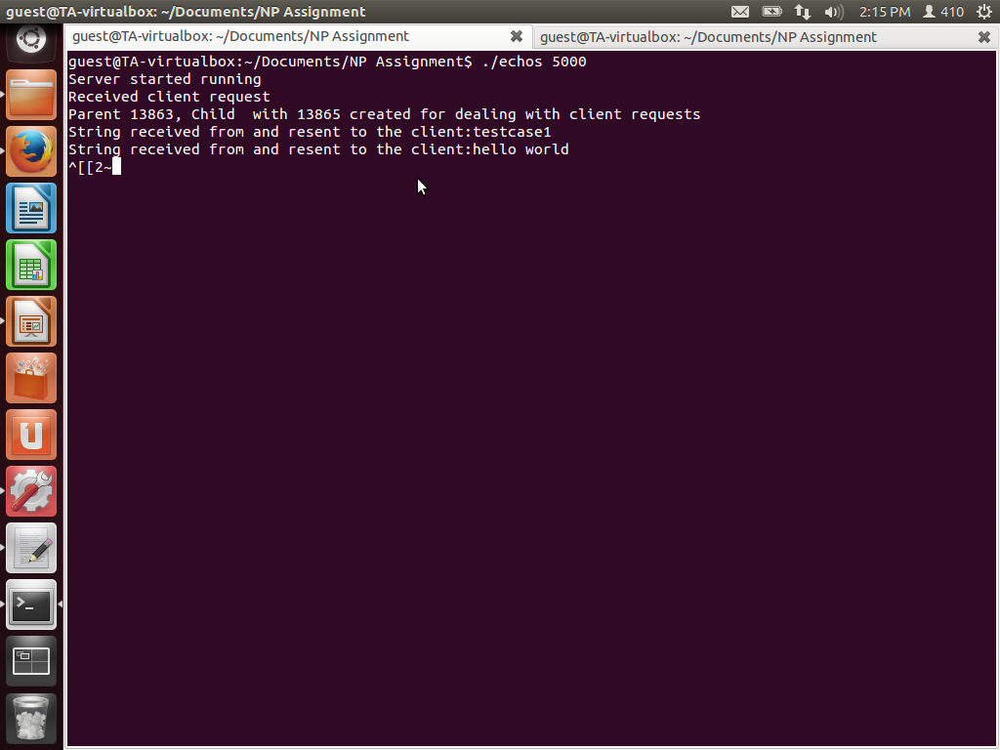 guest@TA-virtualbox: ~/Documents/NP Assignment
2:15 PM
410
guest@TA-virtualbox: ~/Documents/NP Assignment
guest@TA-virtualbox: ~/Documents/NP Assignment
guest@TA-virtualbox:~/Documents/NP Assignment$ ./echos 5000
Server started running
Received client request
Parent 13863, Child  with 13865 created for dealing with client requests
String received from and resent to the client:testcase1
String received from and resent to the client:hello world
^[[2~